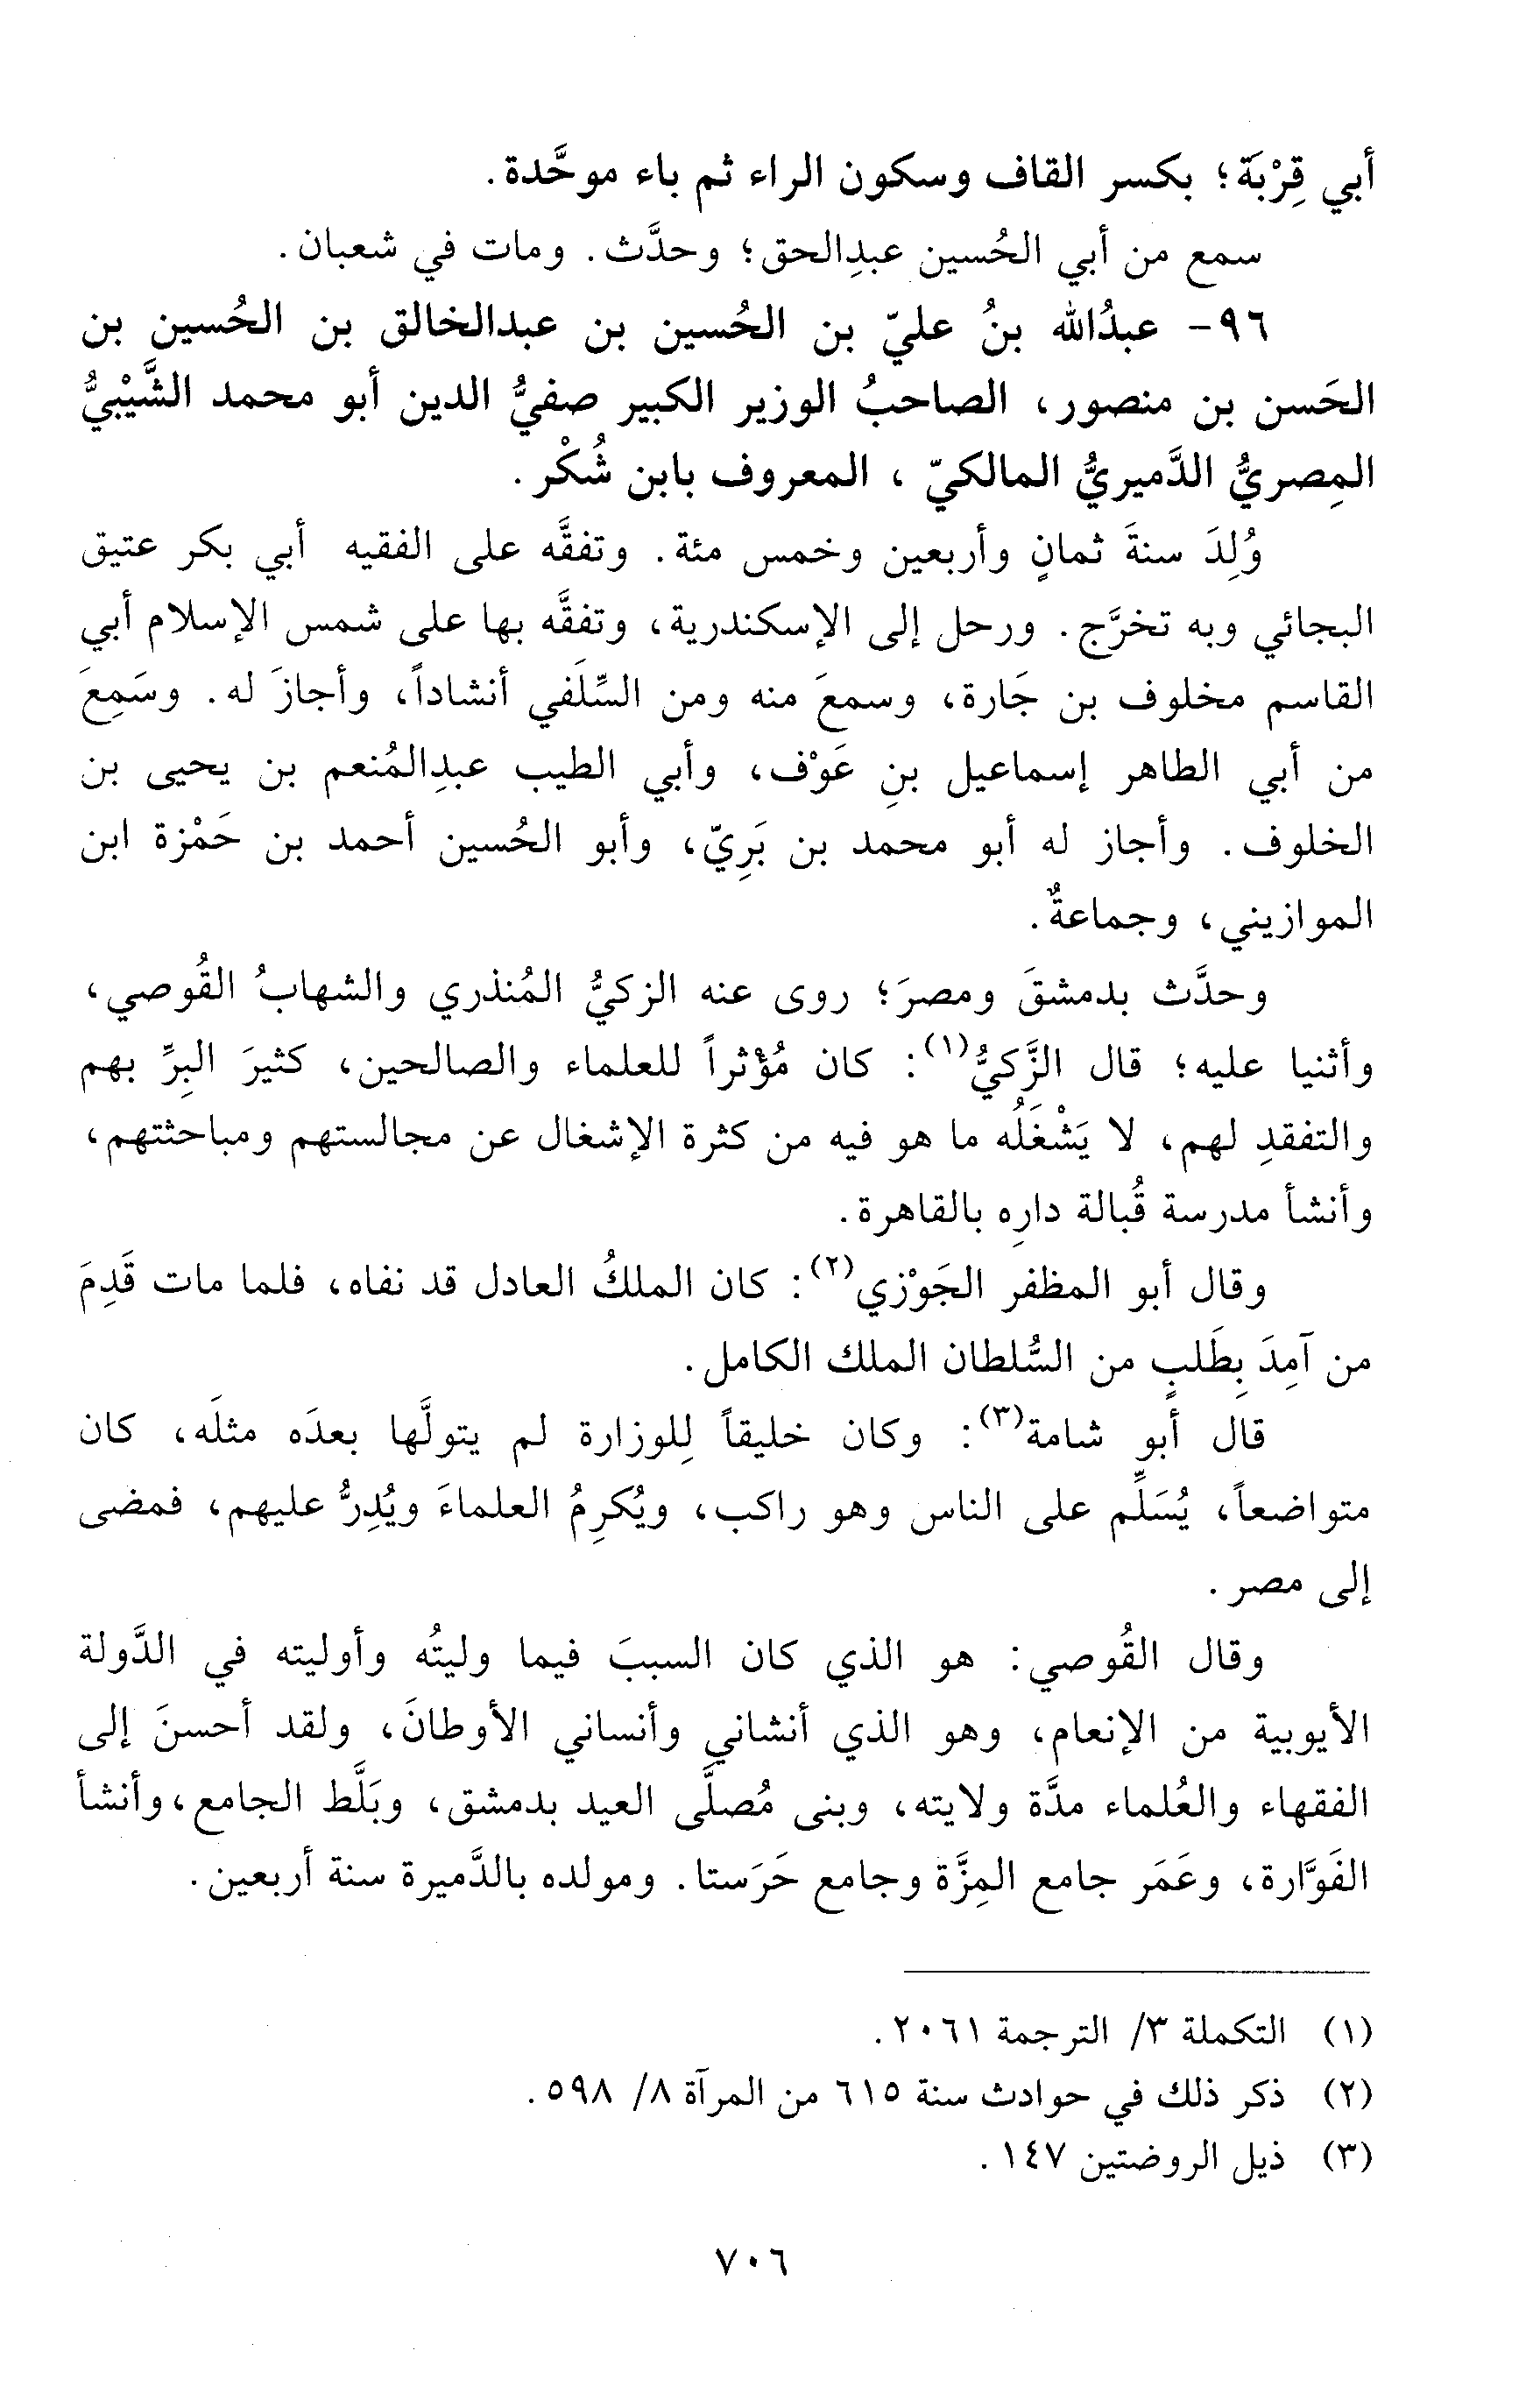 أبي قِرْبَة؛ بكسر القاف وسكون الراء ثم باء موحَّدة.
سمع من أبي الحُسين عبدِالحق؛ وحدَّث. ومات في شعبان.
٩٦- عبدُالله بنُ عليّ بن الحُسين بن عبدالخالق بن الحُسين بن
الحَسن بن منصور، الصاحبُ الوزير الكبير صفيُّ الدين أبو محمد الشَّيْبيُّ
المِصريُّ الدَّميريُّ المالكيّ، المعروف بابن شُكْر.
وُلِدَ سنةَ ثمانٍ وأربعين وخمس مئة. وتفقَّه على الفقيه أبي بكر عتيق
البجائي وبه تخرَّج. ورحل إلى الإسكندرية، وتفقَّه بها على شمس الإسلام أبي
القاسم مخلوف بن جَارة، وسمعَ منه ومن السِّلَفي أنشاداً، وأجازَ له. وسَمِعَ
من أبي الطاهر إسماعيل بنِ عَوْف، وأبي الطيب عبدِالمُنعم بن يحيى بن
الخلوف. وأجاز له أبو محمد بن بَرِيّ، وأبو الحُسين أحمد بن حَمْزة ابن
الموازيني، وجماعةٌ.
وحدَّث بدمشقَ ومصرَ؛ روى عنه الزكيُّ المُنذري والشهابُ القُوصي،
وأثنيا عليه؛ قال الزَّكيُّ(١): كان مُؤْثراً للعلماء والصالحين، كثيرَ البِرِّ بهم
والتفقدِ لهم، لا يَشْغَلُه ما هو فيه من كثرة الإشغال عن مجالستهم ومباحثتهم،
وأنشأ مدرسة قُبالة دارِه بالقاهرة.
وقال أبو المظفر الجَوْزي(٢): كان الملكُ العادل قد نفاه، فلما مات قَدِمَ
من آمِدَ بِطَلبٍ من السُّلطان الملك الكامل.
قال أبو شامة(٣): وكان خليقاً لِلوزارة لم يتولَّها بعدَه مثلَه، كان
متواضعاً، يُسَلِّم على الناس وهو راكب، ويُكرِمُ العلماءَ ويُدِرُّ عليهم، فمضى
إلى مصر.
وقال القُوصي: هو الذي كان السببَ فيما وليتُه وأوليته في الدَّولة
الأيوبية من الإنعام، وهو الذي أنشاني وأنساني الأوطانَ، ولقد أحسنَ إلى
الفقهاء والعُلماء مدَّة ولايته، وبنى مُصلَّى العيد بدمشق، وبَلَّط الجامع، وأنشأ
الفَوَّارة، وعَمَر جامع المِزَّة وجامع حَرَستا. ومولده بالدَّميرة سنة أربعين.
(١) التكملة ٣/ الترجمة ٢٠٦١.
(٢) ذكر ذلك في حوادث سنة ٦١٥ من المرآة ٨/ ٥٩٨.
(٣) ذيل الروضتين ١٤٧.
٧٠٦